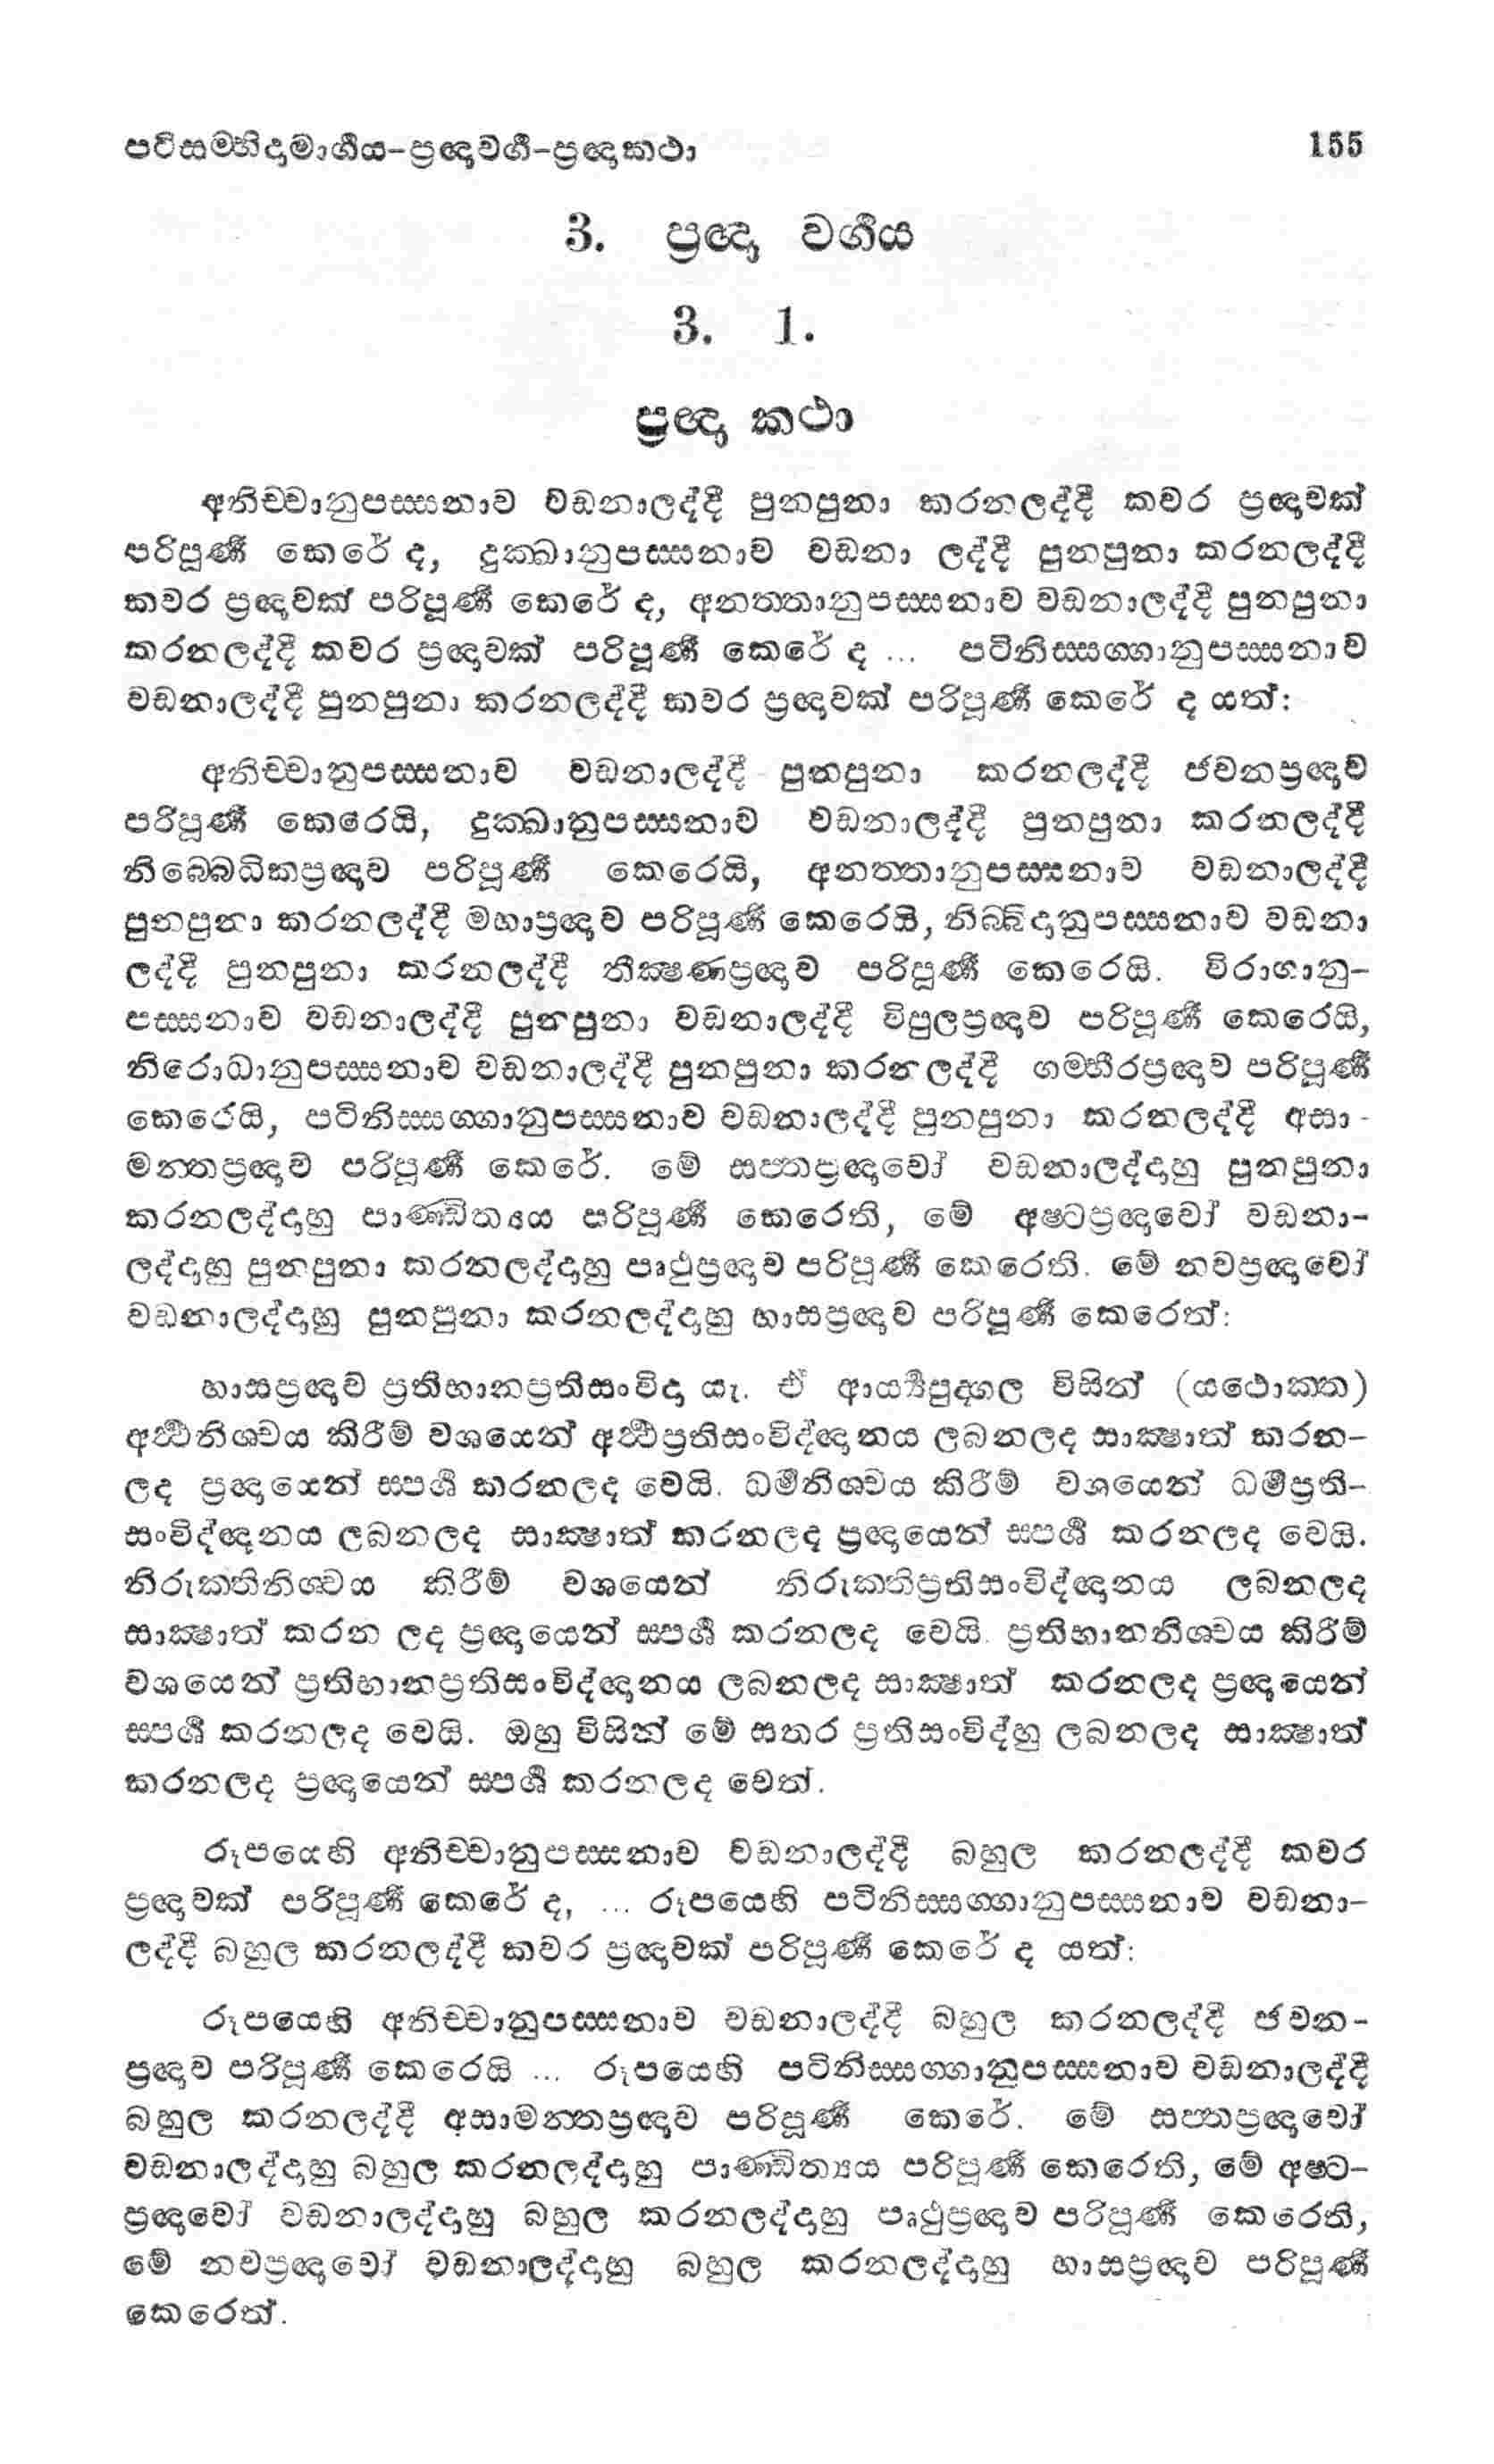 පටිසම්භිදාමාර්‍ගය-ප්‍රඥාවර්‍ග-ප්‍රඥාකථා 155
3. ප්‍රඥා වර්‍ගය
3. 1.
ප්‍රඥා කථා
අනිච්චානුපස්සනාව වඩනාලද්දී පුනපුනා කරනලද්දී කවර ප්‍රඥාවක්
පරිපූර්‍ණ කෙරේ ද, දුක්ඛානුපස්සනාව වඩනා ලද්දී පුනපුනා කරනලද්දී
කවර ප්‍රඥාවක් පරිපූර්‍ණ කෙරේ ද, අනත්තානුපස්සනාව වඩනාලද්දී පුනපුනා
කරනලද්දී කවර ප්‍රඥාවක් පරිපූර්‍ණ කෙරේ ද ... පටිනිස්සග්ගානුපස්සනාව
වඩනාලද්දී පුනපුනා කරනලද්දී කවර ප්‍රඥාවක් පරිපූර්‍ණ කෙරේ ද යත්:
අනිච්චානුපස්සනාව වඩනාලද්දී පුනපුනා කරනලද්දී ජවනප්‍රඥාව
පරිපූර්‍ණ කෙරෙයි, දුක්ඛානුපස්සනාව වඩනාලද්දී පුනපුනා කරනලද්දී
නිබ්බේධිකප්‍රඥාව පරිපූර්‍ණ කෙරෙයි, අනත්තානුපස්සනාව වඩනාලද්දී
පුනපුනා කරනලද්දී මහාප්‍රඥාව පරිපූර්‍ණ කෙරෙයි, නිබ්බිදානුපස්සනාව වඩනා
ලද්දී පුනපුනා කරනලද්දී තීක්‍ෂණප්‍රඥාව පරිපූර්‍ණ කෙරෙයි. විරාගානු-
පස්සනාව වඩනාලද්දී පුනපුනා වඩනාලද්දී විපුලප්‍රඥාව පරිපූර්‍ණ කෙරෙයි,
නිරොධානුපස්සනාව වඩනාලද්දී පුනපුනා කරනලද්දී ගම්භීරප්‍රඥාව පරිපූර්‍ණ
කෙරෙයි, පටිනිස්සග්ගානුපස්සනාව වඩනාලද්දී පුනපුනා කරනලද්දී අසා-
මන්තප්‍රඥාව පරිපූර්‍ණ කෙරේ. මේ සප්තප්‍රඥාවෝ වඩනාලද්දාහු පුනපුනා
කරනලද්දාහු පාණ්ඩිත්‍යය පරිපූර්‍ණ කෙරෙති, මේ අෂ්ටප්‍රඥාවෝ වඩනා-
ලද්දාහු පුනපුනා කරනලද්දාහු පෘථුප්‍රඥාව පරිපූර්‍ණ කෙරෙති. මේ නවප්‍රඥාවෝ
වඩනාලද්දාහු පුනපුනා කරනලද්දාහු හාසප්‍රඥාව පරිපූර්‍ණ කෙරෙත්:
හාසප්‍රඥාව ප්‍රතිභානප්‍රතිසංවිදා යැ. ඒ ආර්‍ය්‍යපුද්ගල විසින් (යථොක්ත)
අර්‍ත්‍ථනිශ්චය කිරීම් වශයෙන් අර්‍ත්‍ථප්‍රතිසංවිද්ඥානය ලබනලද සාක්‍ෂාත් කරන-
ලද ප්‍රඥායෙන් ස්පර්‍ශ කරනලද වෙයි. ධර්‍මනිශ්චය කිරීම් වශයෙන් ධර්‍මප්‍රති-
සංවිද්ඥනය ලබනලද සාක්‍ෂාත් කරනලද ප්‍රඥායෙන් ස්පර්‍ශ කරනලද වෙයි.
නිරුක්තිනිශ්චය කිරීම් වශයෙන් නිරුක්තිප්‍රතිසංවිද්ඥානය ලබනලද
සාක්‍ෂාත් කරන ලද ප්‍රඥායෙන් ස්පර්‍ශ කරනලද වෙයි. ප්‍රතිභානනිශ්චය කිරීම්
වශයෙන් ප්‍රතිභානප්‍රතිසංවිද්ඥානය ලබනලද සාක්‍ෂාත් කරනලද ප්‍රඥායෙන්
ස්පර්‍ශ කරනලද වෙයි. ඔහු විසින් මේ සතර ප්‍රතිසංවිද්හු ලබනලද සාක්‍ෂාත්
කරනලද ප්‍රඥායෙන් ස්පර්‍ශ කරනලද වෙත්.
රූපයෙහි අනිච්චානුපස්සනාව වඩනාලද්දී බහුල කරනලද්දී කවර
ප්‍රඥාවක් පරිපූර්‍ණ කෙරේ ද, ... රූපයෙහි පටිනිස්සග්ගානුපස්සනාව වඩනා-
ලද්දී බහුල කරනලද්දී කවර ප්‍රඥාවක් පරිපූර්‍ණ කෙරේ ද යත්:
රූපයෙහි අනිච්චානුපස්සනාව වඩනාලද්දී බහුල කරනලද්දී ජවන-
ප්‍රඥාව පරිපූර්‍ණ කෙරෙයි ... රූපයෙහි පටිනිස්සග්ගානුපස්සනාව වඩනාලද්දී
බහුල කරනලද්දී අසාමන්තප්‍රඥාව පරිපූර්‍ණ කෙරේ. මේ සප්තප්‍රඥාවෝ
වඩනාලද්දාහු බහුල කරනලද්දාහු පාණ්ඩිත්‍යය පරිපූර්‍ණ කෙරෙති, මේ අෂ්ට-
ප්‍රඥාවෝ වඩනාලද්දාහු බහුල කරනලද්දාහු පෘථුප්‍රඥාව පරිපූර්‍ණ කෙරෙති,
මේ නවප්‍රඥාවෝ වඩනාලද්දාහු බහුල කරනලද්දාහු හාසප්‍රඥාව පරිපූර්‍ණ
කෙරෙත්.